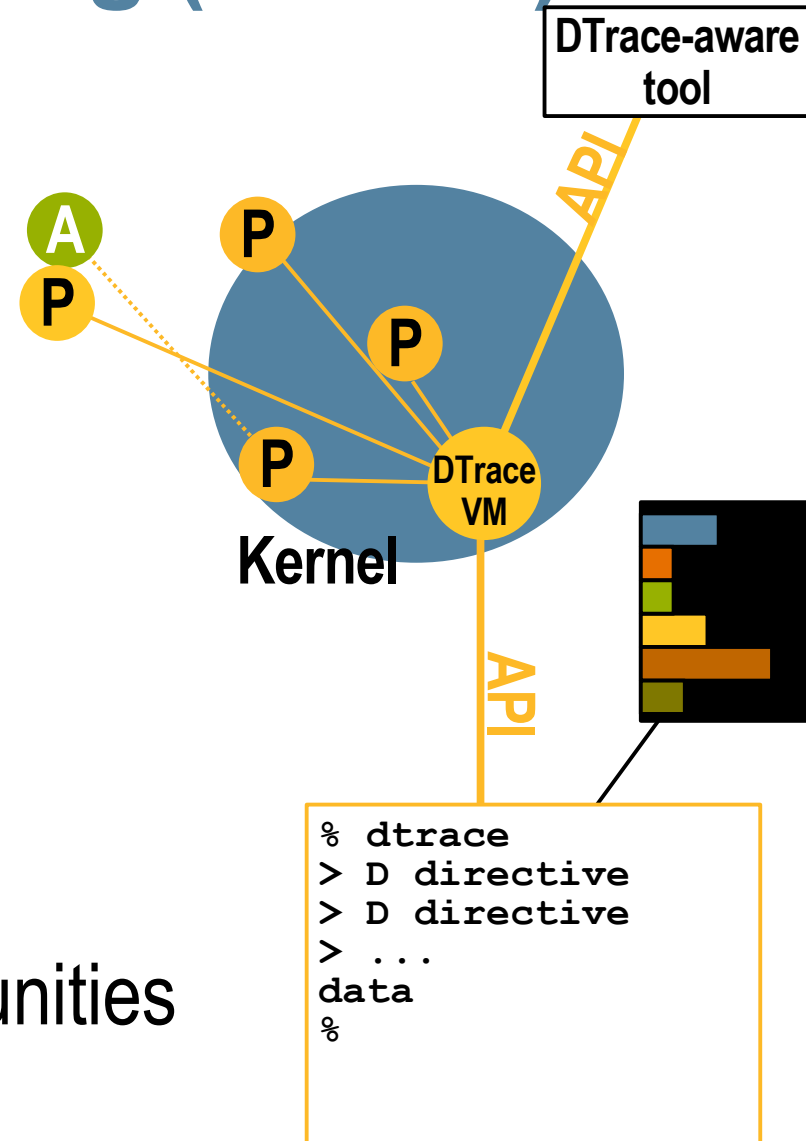 DTrace-aware
tool
API
A
P
P
P
P
DTrace
VM
Kernel
API
% dtrace
> D directive
> D directive
> ...
data
%